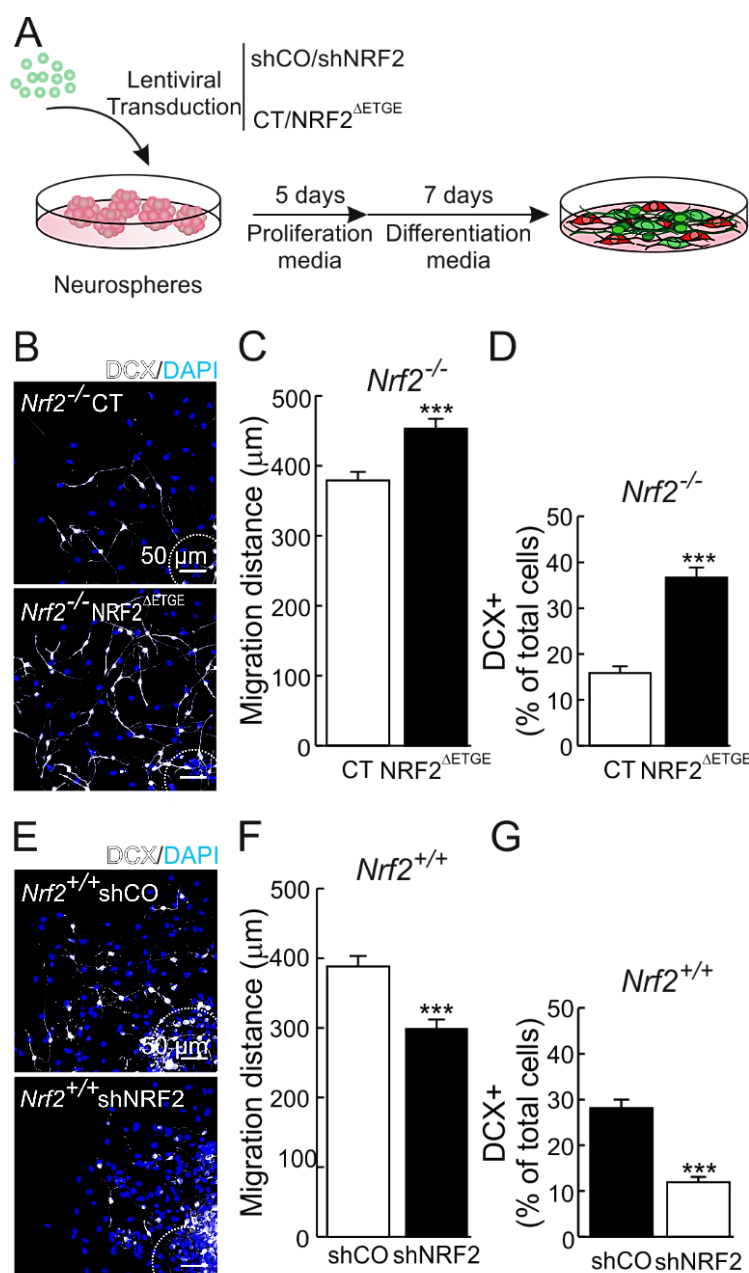 A
Lentiviral
Transduction
shCO/shNRF2
CT/NRF2ΔETGE
5 days
7 days
Proliferation
media
Differentiation
media
Neurospheres
B
DCX/DAPI
Nrf2-/-CT
50 µm
Nrf2-/-NRF2ΔETGE
C
Nrf2-/-
Migration distance (µm)
500
400
300
200
100
0
***
CT NRF2ΔETGE
D
Nrf2-/-
DCX+
(% of total cells)
50
40
30
20
10
0
***
CT NRF2ΔETGE
E
DCX/DAPI
Nrf2+/+shCO
50 µm
Nrf2+/+shNRF2
F
Nrf2+/+
Migration distance (µm)
500
400
300
200
100
0
***
shCO shNRF2
G
Nrf2+/+
DCX+
(% of total cells)
50
40
30
20
10
0
***
shCO shNRF2